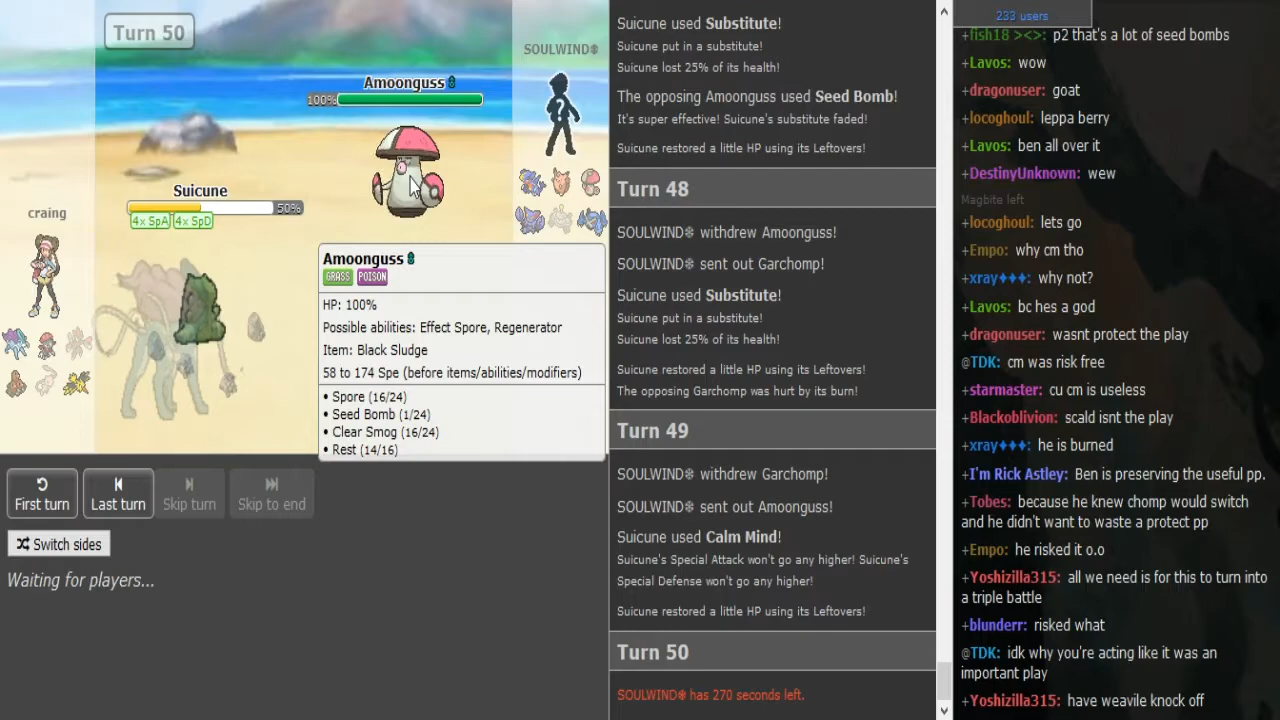 Turn 50
SOULWIND❄
Amoonguss
100%
Suicune
50%
4x SpA 4x SpD
craing
Amoonguss
GRASS POISON
HP: 100%
Possible abilities: Effect Spore, Regenerator
Item: Black Sludge
58 to 174 Spe (before items/abilities/modifiers)
• Spore (16/24)
• Seed Bomb (1/24)
• Clear Smog (16/24)
• Rest (14/16)
First turn
Last turn
Skip turn
Skip to end
Switch sides
Waiting for players...
Suicune used Substitute!
Suicune put in a substitute!
Suicune lost 25% of its health!
The opposing Amoonguss used Seed Bomb!
It's super effective! Suicune's substitute faded!
Suicune restored a little HP using its Leftovers!
Turn 48
SOULWIND❄ withdrew Amoonguss!
SOULWIND❄ sent out Garchomp!
Suicune used Substitute!
Suicune put in a substitute!
Suicune lost 25% of its health!
Suicune restored a little HP using its Leftovers!
The opposing Garchomp was hurt by its burn!
Turn 49
SOULWIND❄ withdrew Garchomp!
SOULWIND❄ sent out Amoonguss!
Suicune used Calm Mind!
Suicune's Special Attack won't go any higher! Suicune's
Special Defense won't go any higher!
Suicune restored a little HP using its Leftovers!
Turn 50
SOULWIND❄ has 270 seconds left.
233 users
+fish18 ><>: p2 that's a lot of seed bombs
+Lavos: wow
+dragonuser: goat
+locoghoul: leppa berry
+Lavos: ben all over it
+DestinyUnknown: wew
Magbite left
+locoghoul: lets go
+Empo: why cm tho
+xray♦♦♦: why not?
+Lavos: bc hes a god
+dragonuser: wasnt protect the play
@TDK: cm was risk free
+starmaster: cu cm is useless
+Blackoblivion: scald isnt the play
+xray♦♦♦: he is burned
+I'm Rick Astley: Ben is preserving the useful pp.
+Tobes: because he knew chomp would switch
and he didn't want to waste a protect pp
+Empo: he risked it o.o
+Yoshizilla315: all we need is for this to turn into
a triple battle
+blunderr: risked what
@TDK: idk why you're acting like it was an
important play
+Yoshizilla315: have weavile knock off